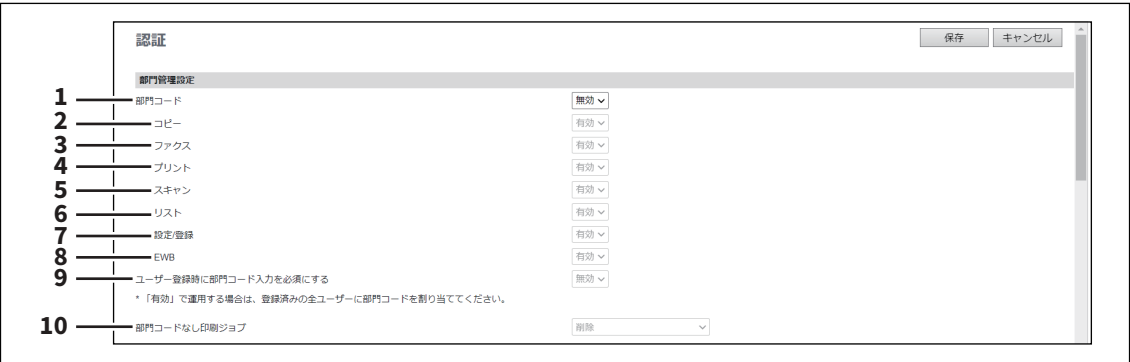 認証
保存 キャンセル
部門管理設定
1 部門コード 無効
2 コピー 有効
3 ファクス 有効
4 プリント 有効
5 スキャン 有効
6 リスト 有効
7 設定/登録 有効
8 EWB 有効
9 ユーザー登録時に部門コード入力を必須にする 無効
* 「有効」で運用する場合は、登録済みの全ユーザーに部門コードを割り当ててください。
10 部門コードなし印刷ジョブ 削除